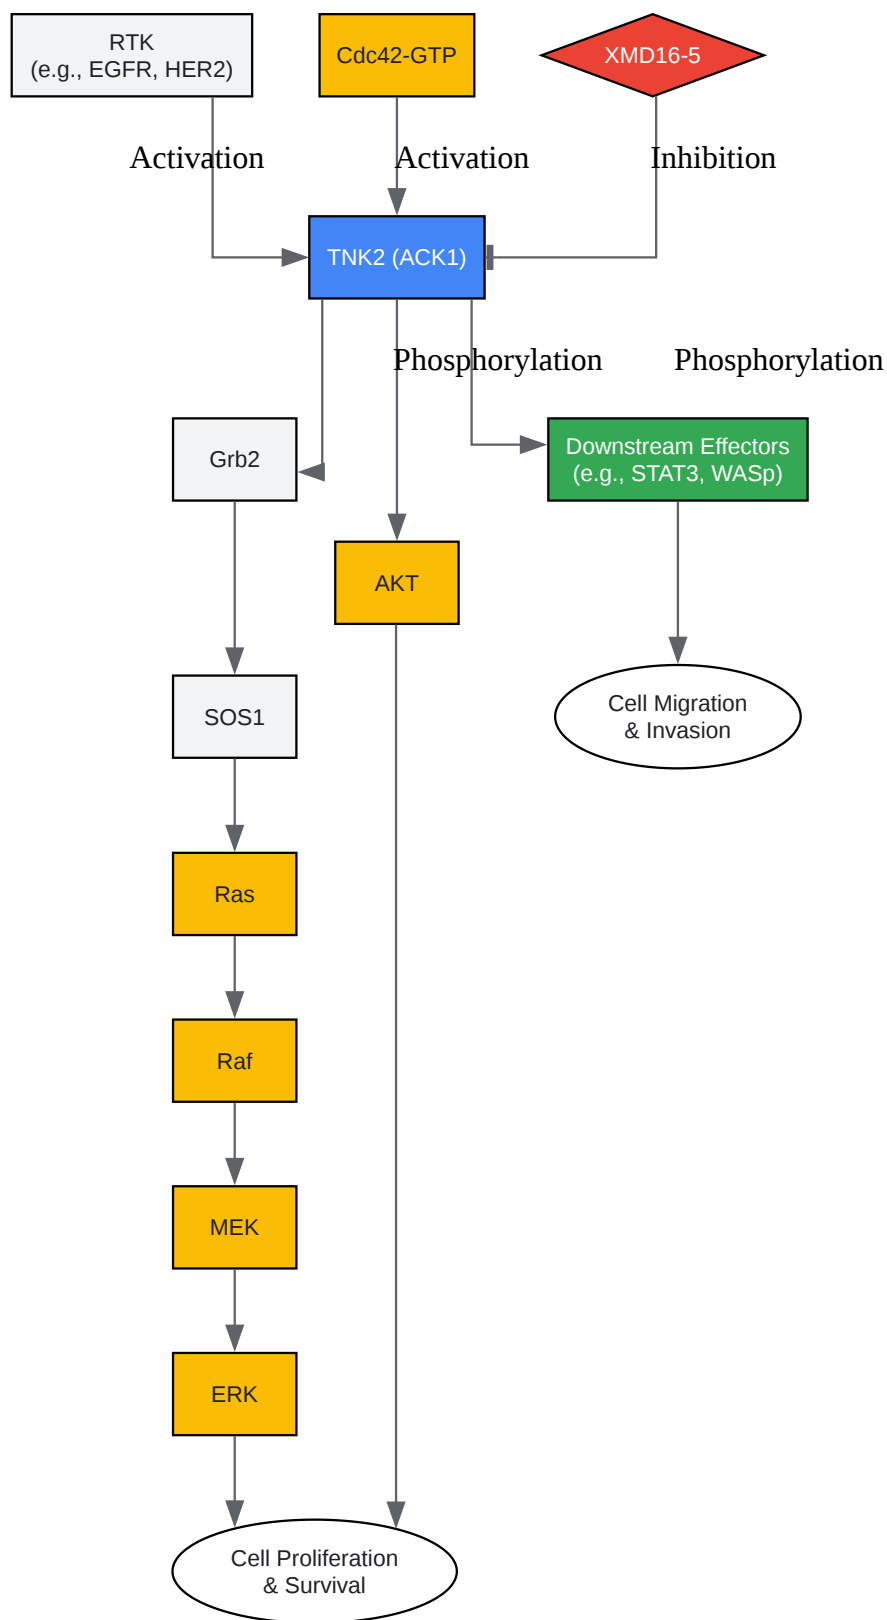 RTK
(e.g., EGFR, HER2)
Cdc42-GTP
XMD16-5
Activation
Activation
Inhibition
TNK2 (ACK1)
Phosphorylation
Phosphorylation
Grb2
Downstream Effectors
(e.g., STAT3, WASp)
AKT
SOS1
Cell Migration
& Invasion
Ras
Raf
MEK
ERK
Cell Proliferation
& Survival